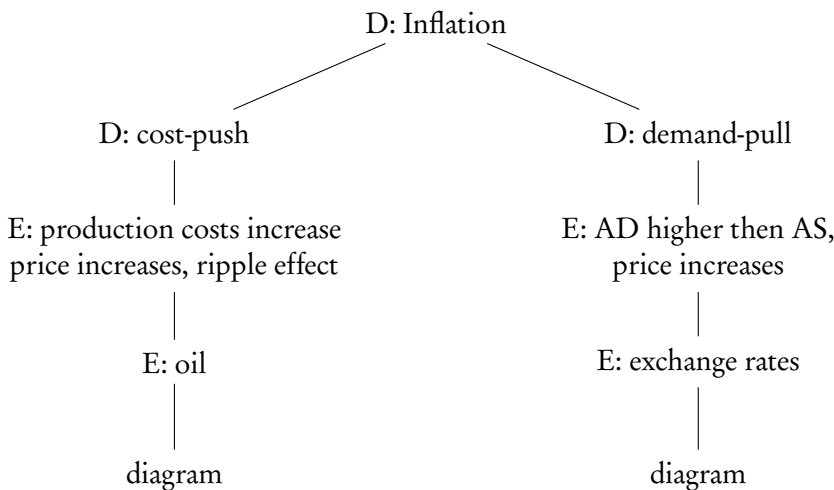 D: Inflation
D: cost-push
D: demand-pull
E: production costs increase
price increases, ripple effect
E: AD higher then AS,
price increases
E: oil
E: exchange rates
diagram
diagram